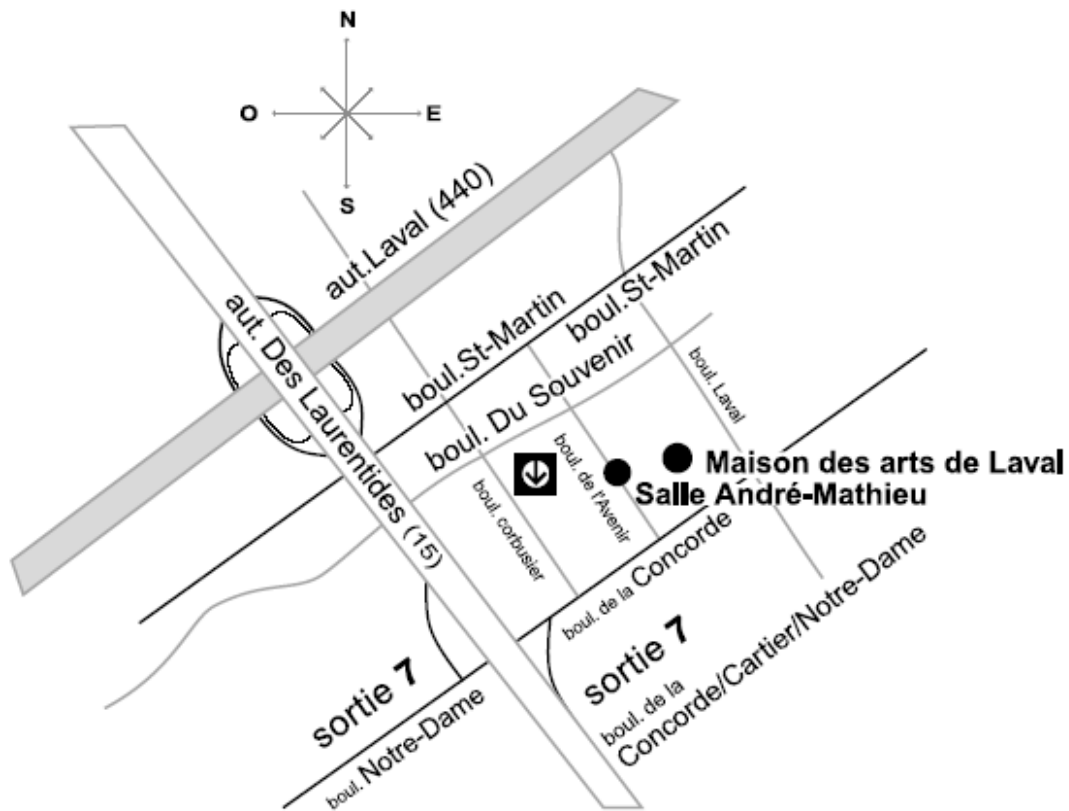 N
O
E
S
aut.Laval (440)
aut. Des Laurentides (15)
boul.St-Martin
boul.St-Martin
boul. Du Souvenir
boul. Laval
boul. corbusier
boul. de l'Avenir
Maison des arts de Laval
Salle André-Mathieu
boul. de la Concorde
sortie 7
boul. Notre-Dame
sortie 7
boul. de la
Concorde/Cartier/Notre-Dame